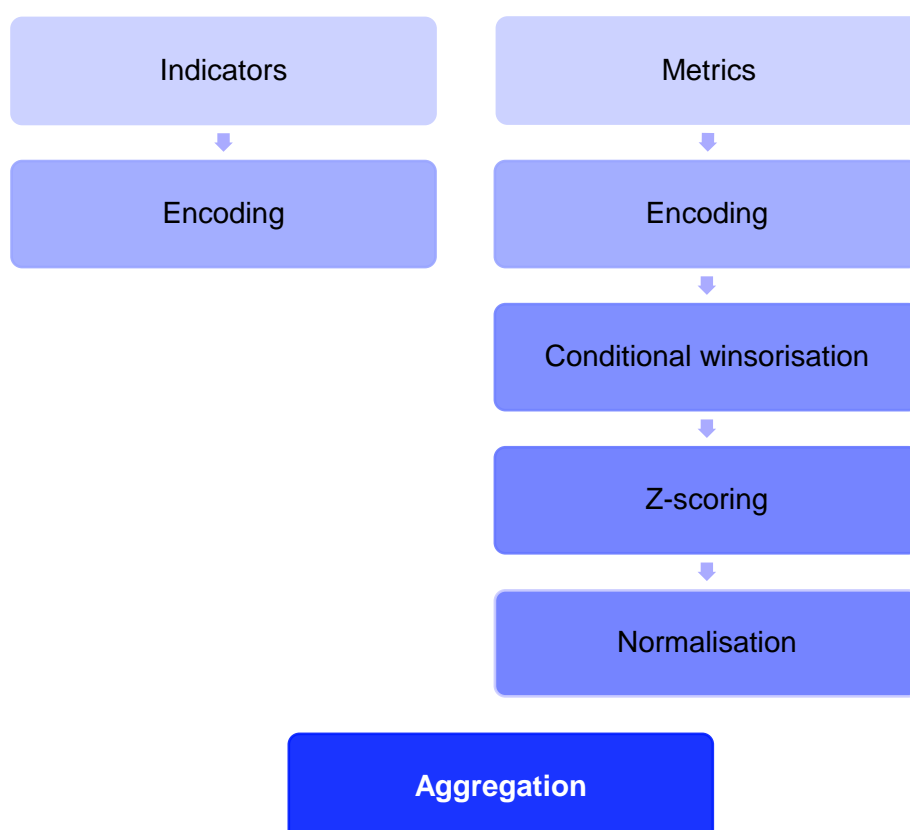 Indicators
Metrics
Encoding
Encoding
Conditional winsorisation
Z-scoring
Normalisation
Aggregation